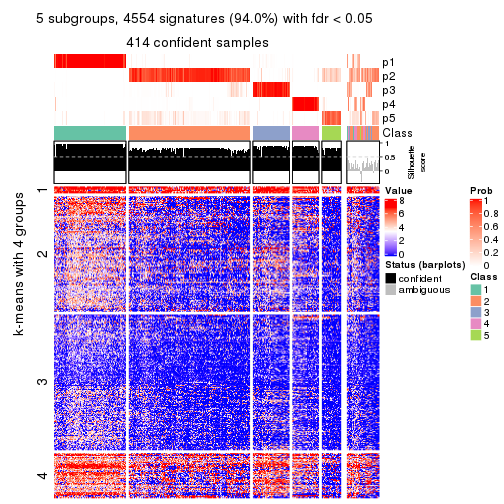 5 subgroups, 4554 signatures (94.0%) with fdr < 0.05
414 confident samples
p1
p2
p3
p4
p5
Class
1
0.5
0
Silhouette
score
k-means with 4 groups
1
2
3
4
Value
8
6
4
2
0
Status (barplots)
confident
ambiguous
Prob
1
0.8
0.6
0.4
0.2
0
Class
1
2
3
4
5